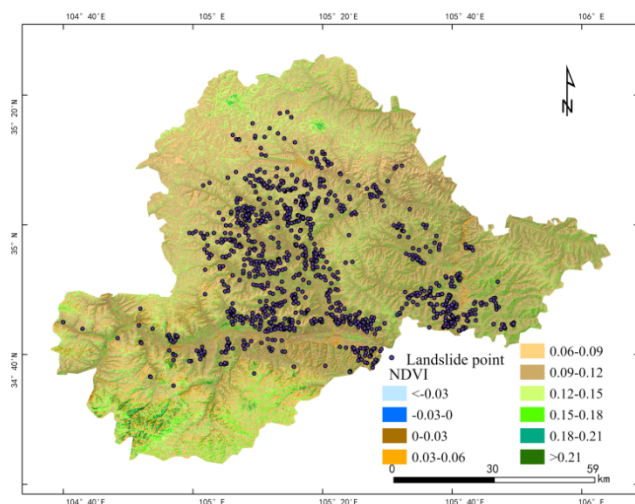 104° 40′ E
105° E
105° 20′ E
105° 40′ E
106° E
35° 20′ N
35° N
34° 40′ N
N
Landslide point
NDVI
<-0.03
-0.03-0
0-0.03
0.03-0.06
0.06-0.09
0.09-0.12
0.12-0.15
0.15-0.18
0.18-0.21
>0.21
0 30 59
km
104° 40′ E
105° E
105° 20′ E
105° 40′ E
106° E